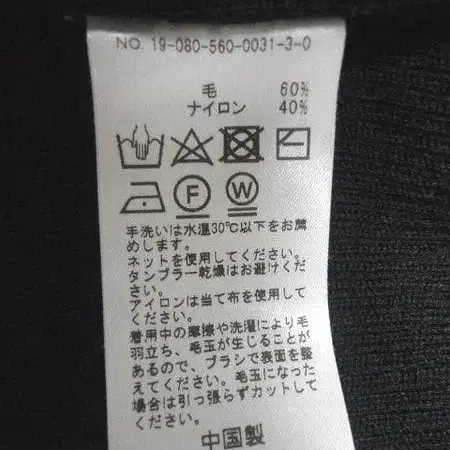 NO. 19-080-560-0031-3-0
毛 60%
ナイロン 40%
F W
手洗いは水温30℃以下をお薦
めします。
ネットを使用してください。
タンブラー乾燥はお避けくだ
さい。
アイロンは当て布を使用して
ください。
着用中の摩擦や洗濯により毛
羽立ち、毛玉が生じることが
あるので、ブラシで表面を整
えてください。毛玉になった
場合は引っ張らずカットして
ください。
中国製